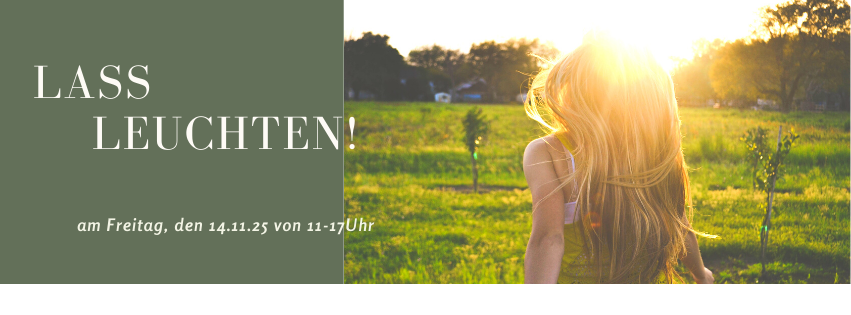 LASS
LEUCHTEN!
am Freitag, den 14.11.25 von 11-17Uhr